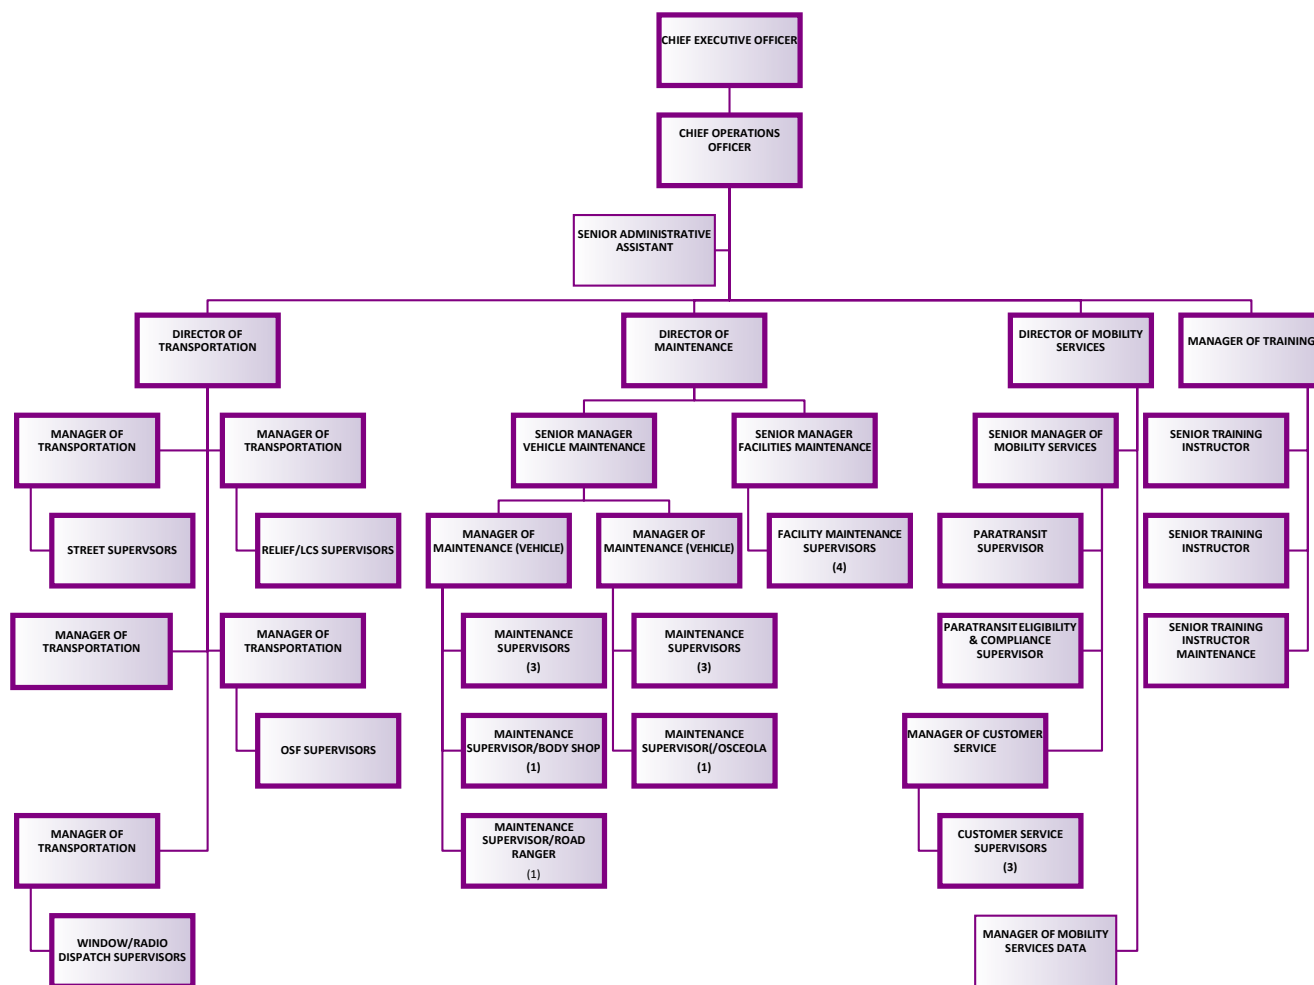 CHIEF EXECUTIVE OFFICER
CHIEF OPERATIONS
OFFICER
SENIOR ADMINISTRATIVE
ASSISTANT
DIRECTOR OF
TRANSPORTATION
DIRECTOR OF
MAINTENANCE
DIRECTOR OF MOBILITY
SERVICES
MANAGER OF TRAINING
MANAGER OF
TRANSPORTATION
MANAGER OF
TRANSPORTATION
SENIOR MANAGER
VEHICLE MAINTENANCE
SENIOR MANAGER
FACILITIES MAINTENANCE
SENIOR MANAGER OF
MOBILITY SERVICES
SENIOR TRAINING
INSTRUCTOR
STREET SUPERVSORS
RELIEF/LCS SUPERVISORS
MANAGER OF
MAINTENANCE (VEHICLE)
MANAGER OF
MAINTENANCE (VEHICLE)
FACILITY MAINTENANCE
SUPERVISORS
(4)
PARATRANSIT
SUPERVISOR
SENIOR TRAINING
INSTRUCTOR
MANAGER OF
TRANSPORTATION
MANAGER OF
TRANSPORTATION
MAINTENANCE
SUPERVISORS
(3)
MAINTENANCE
SUPERVISORS
(3)
PARATRANSIT ELIGIBILITY
& COMPLIANCE
SUPERVISOR
SENIOR TRAINING
INSTRUCTOR
MAINTENANCE
OSF SUPERVISORS
MAINTENANCE
SUPERVISOR/BODY SHOP
(1)
MAINTENANCE
SUPERVISOR(/OSCEOLA
(1)
MANAGER OF CUSTOMER
SERVICE
MANAGER OF
TRANSPORTATION
MAINTENANCE
SUPERVISOR/ROAD
RANGER
(1)
CUSTOMER SERVICE
SUPERVISORS
(3)
WINDOW/RADIO
DISPATCH SUPERVISORS
MANAGER OF MOBILITY
SERVICES DATA